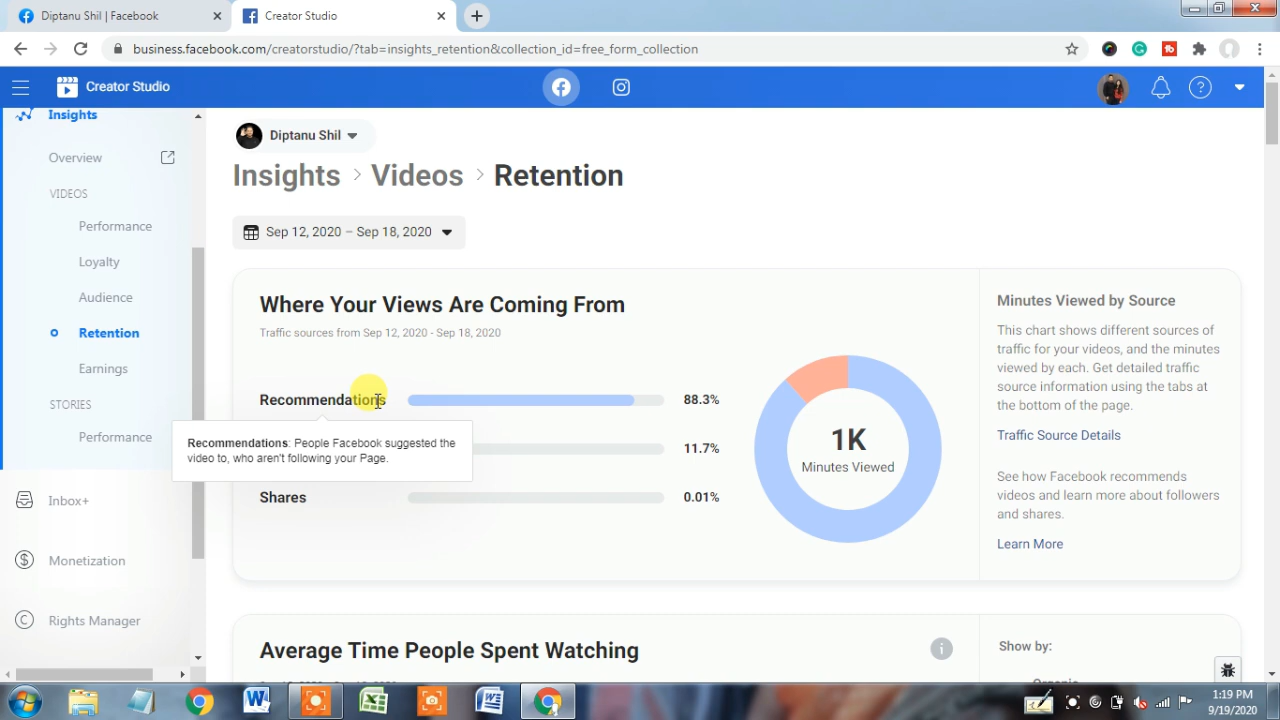 Diptanu Shil | Facebook
Creator Studio
business.facebook.com/creatorstudio/?tab=insights_retention&collection_id=free_form_collection
Creator Studio
Insights
Overview
VIDEOS
Performance
Loyalty
Audience
Retention
Earnings
STORIES
Performance
Inbox+
Monetization
Rights Manager
Diptanu Shil
Insights > Videos > Retention
Sep 12, 2020 – Sep 18, 2020
Where Your Views Are Coming From
Traffic sources from Sep 12, 2020 - Sep 18, 2020
Recommendations 88.3%
Recommendations: People Facebook suggested the
video to, who aren't following your Page.
11.7%
Shares 0.01%
1K
Minutes Viewed
Minutes Viewed by Source
This chart shows different sources of
traffic for your videos, and the minutes
viewed by each. Get detailed traffic
source information using the tabs at
the bottom of the page.
Traffic Source Details
See how Facebook recommends
videos and learn more about followers
and shares.
Learn More
Average Time People Spent Watching
Show by:
1:19 PM
9/19/2020